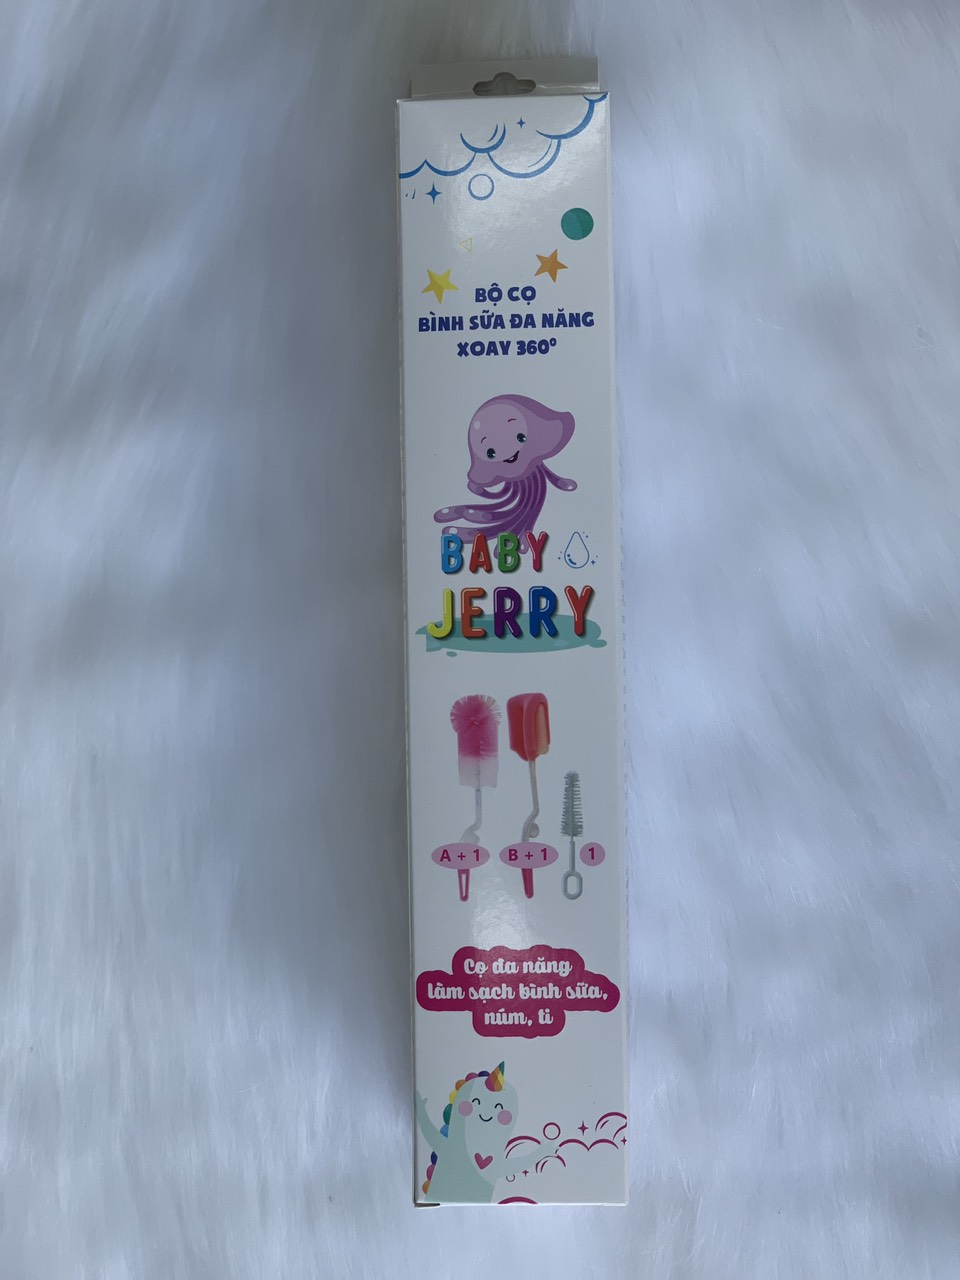 BỘ CỌ
BÌNH SỮA ĐA NĂNG
XOAY 360°
BABY
JERRY
A + 1 B + 1 1
Cọ đa năng
làm sạch bình sữa,
núm, ti